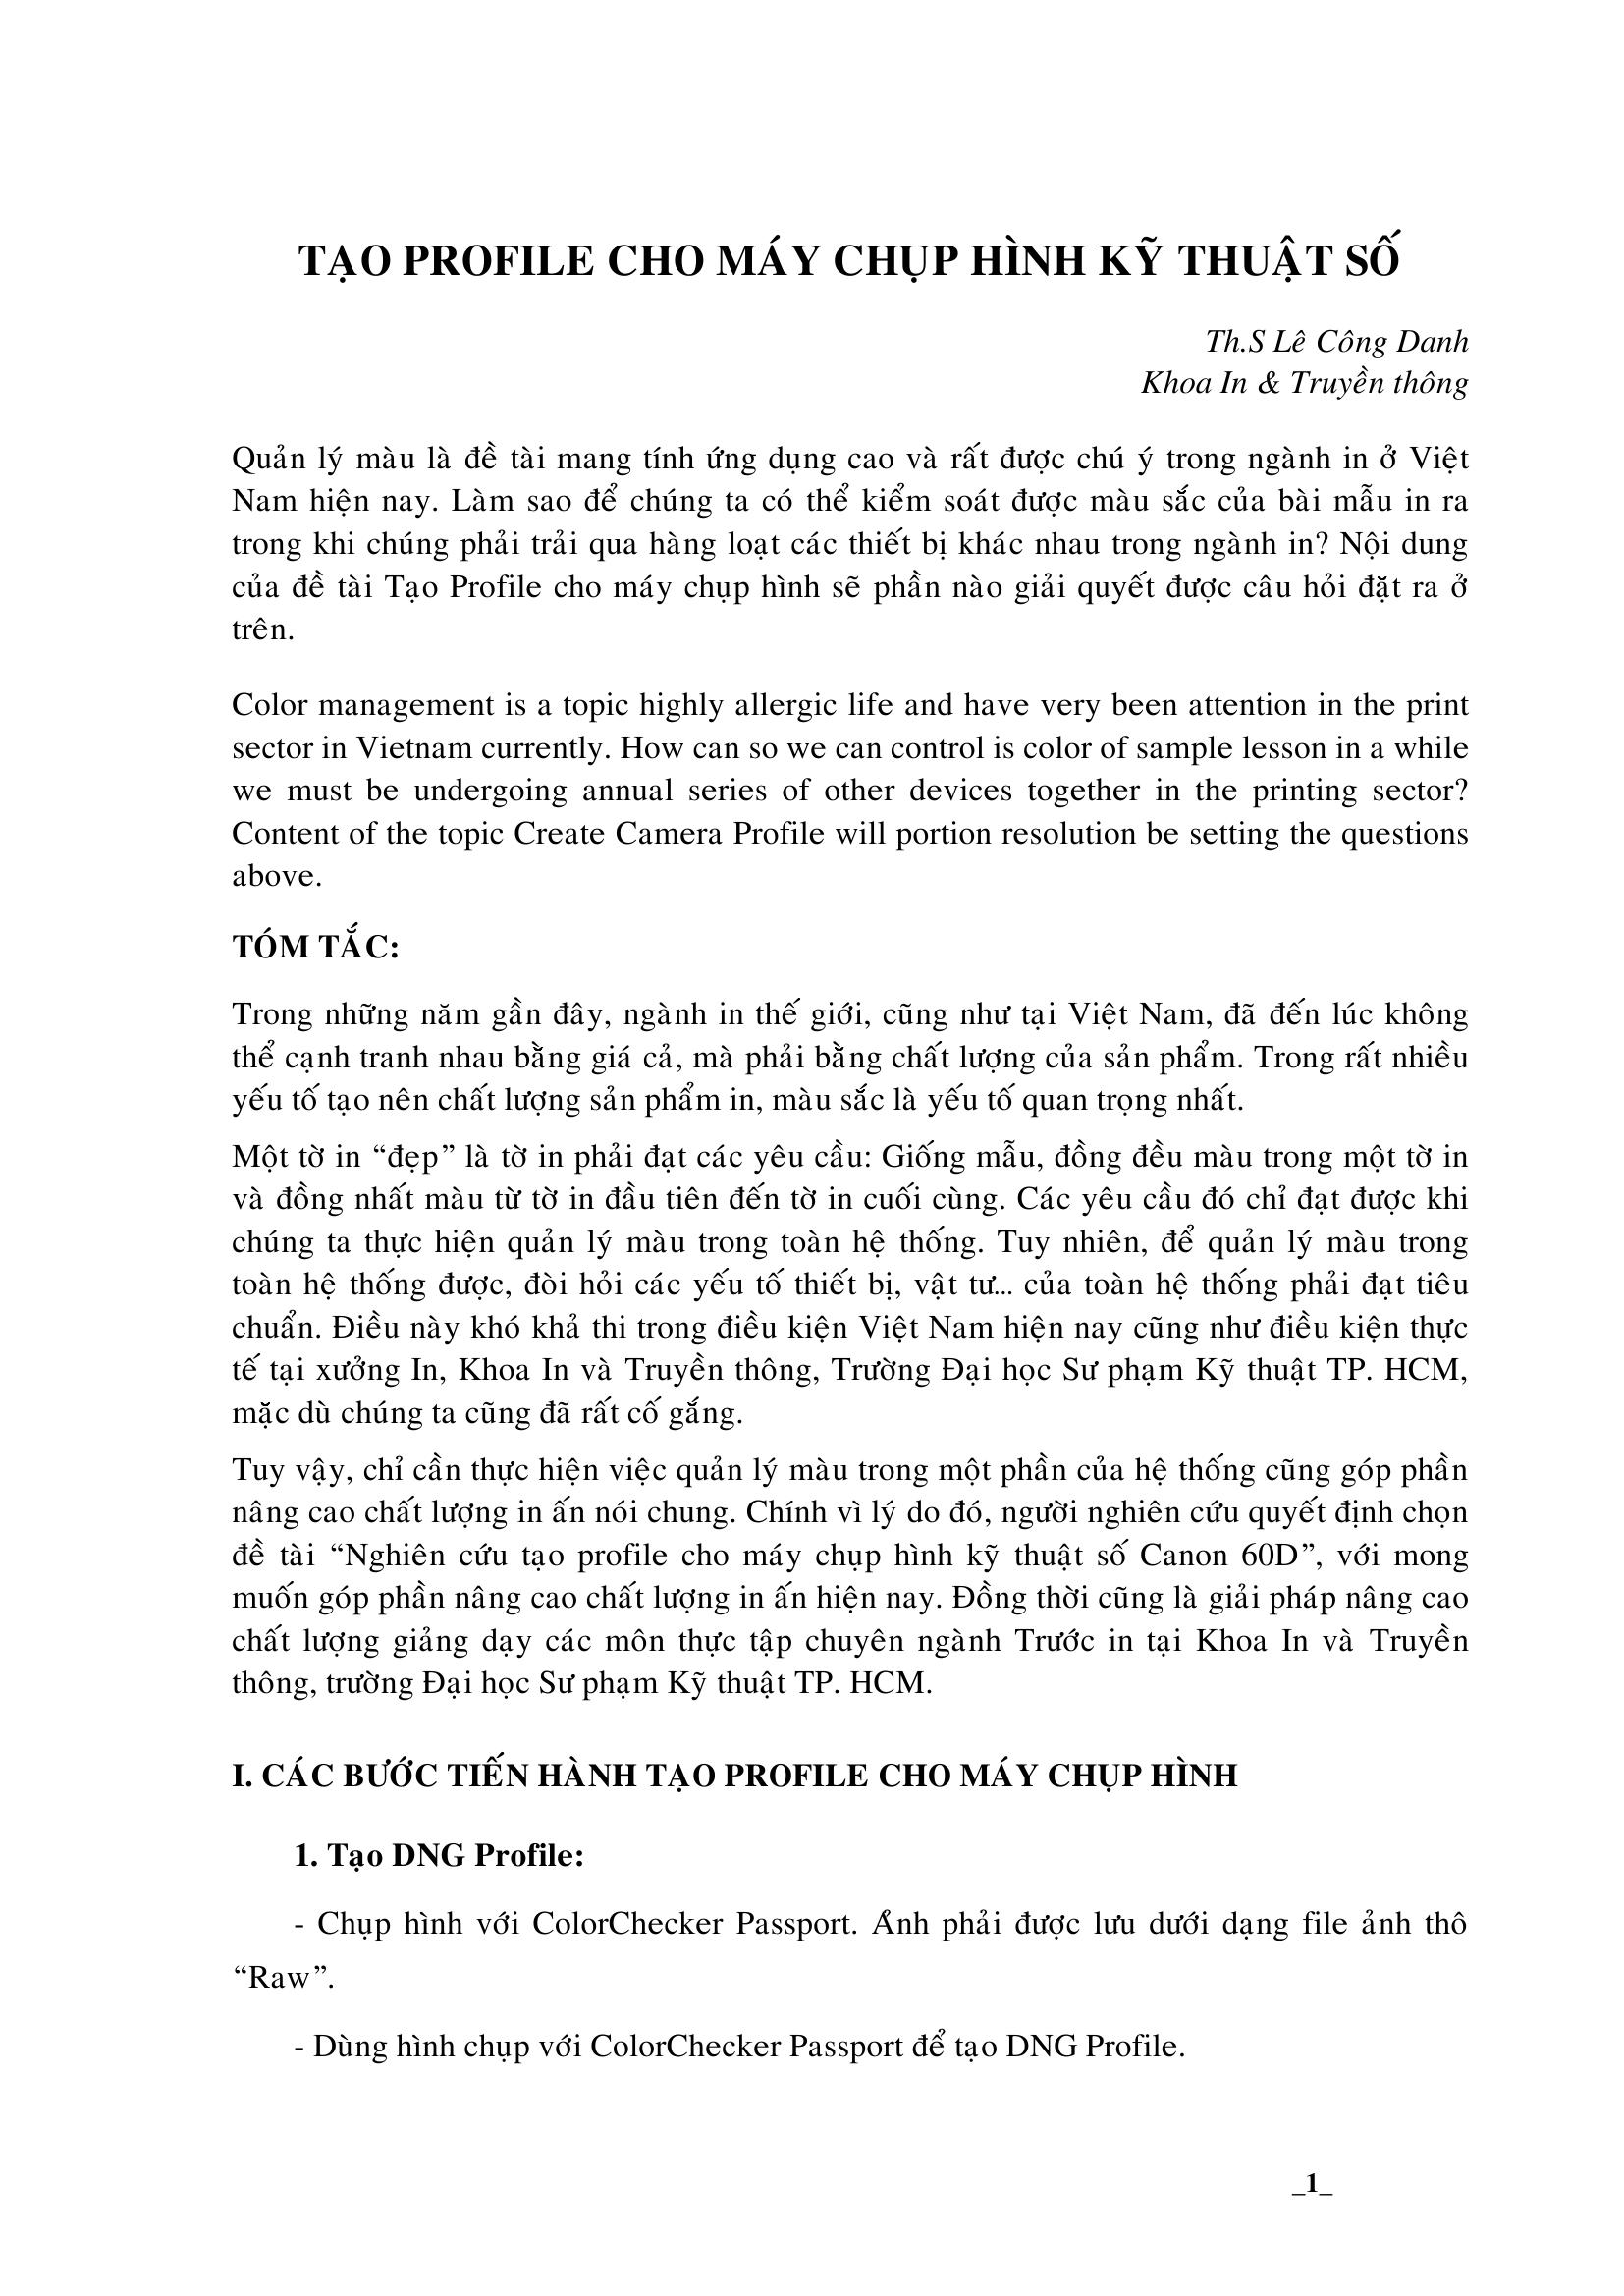 TẠO PROFILE CHO MÁY CHỤP HÌNH KỸ THUẬT SỐ
Th.S Lê Công Danh
Khoa In & Truyền thông
Quản lý màu là đề tài mang tính ứng dụng cao và rất được chú ý trong ngành in ở Việt
Nam hiện nay. Làm sao để chúng ta có thể kiểm soát được màu sắc của bài mẫu in ra
trong khi chúng phải trải qua hàng loạt các thiết bị khác nhau trong ngành in? Nội dung
của đề tài Tạo Profile cho máy chụp hình sẽ phần nào giải quyết được câu hỏi đặt ra ở
trên.
Color management is a topic highly allergic life and have very been attention in the print
sector in Vietnam currently. How can so we can control is color of sample lesson in a while
we must be undergoing annual series of other devices together in the printing sector?
Content of the topic Create Camera Profile will portion resolution be setting the questions
above.
TÓM TẮC:
Trong những năm gần đây, ngành in thế giới, cũng như tại Việt Nam, đã đến lúc không
thể cạnh tranh nhau bằng giá cả, mà phải bằng chất lượng của sản phẩm. Trong rất nhiều
yếu tố tạo nên chất lượng sản phẩm in, màu sắc là yếu tố quan trọng nhất.
Một tờ in “đẹp” là tờ in phải đạt các yêu cầu: Giống mẫu, đồng đều màu trong một tờ in
và đồng nhất màu từ tờ in đầu tiên đến tờ in cuối cùng. Các yêu cầu đó chỉ đạt được khi
chúng ta thực hiện quản lý màu trong toàn hệ thống. Tuy nhiên, để quản lý màu trong
toàn hệ thống được, đòi hỏi các yếu tố thiết bị, vật tư... của toàn hệ thống phải đạt tiêu
chuẩn. Điều này khó khả thi trong điều kiện Việt Nam hiện nay cũng như điều kiện thực
tế tại xưởng In, Khoa In và Truyền thông, Trường Đại học Sư phạm Kỹ thuật TP. HCM,
mặc dù chúng ta cũng đã rất cố gắng.
Tuy vậy, chỉ cần thực hiện việc quản lý màu trong một phần của hệ thống cũng góp phần
nâng cao chất lượng in ấn nói chung. Chính vì lý do đó, người nghiên cứu quyết định chọn
đề tài “Nghiên cứu tạo profile cho máy chụp hình kỹ thuật số Canon 60D”, với mong
muốn góp phần nâng cao chất lượng in ấn hiện nay. Đồng thời cũng là giải pháp nâng cao
chất lượng giảng dạy các môn thực tập chuyên ngành Trước in tại Khoa In và Truyền
thông, trường Đại học Sư phạm Kỹ thuật TP. HCM.
I. CÁC BƯỚC TIẾN HÀNH TẠO PROFILE CHO MÁY CHỤP HÌNH
1. Tạo DNG Profile:
- Chụp hình với ColorChecker Passport. Ảnh phải được lưu dưới dạng file ảnh thô
“Raw”.
- Dùng hình chụp với ColorChecker Passport để tạo DNG Profile.
_1_